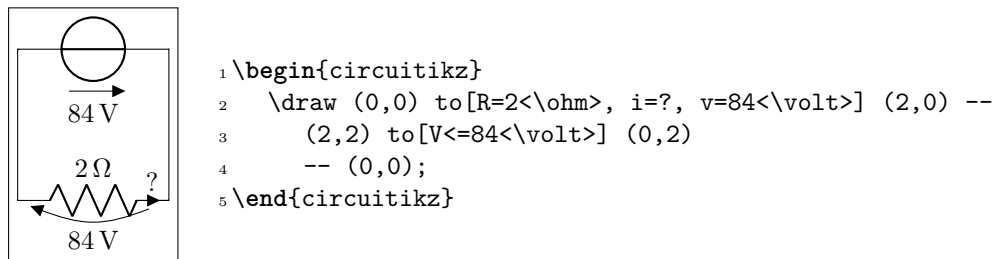 84 V
2 Ω
?
84 V
1 \begin{circuitikz}
2 \draw (0,0) to[R=2<\ohm>, i=?, v=84<\volt>] (2,0) --
3 (2,2) to[V<=84<\volt>] (0,2)
4 -- (0,0);
5 \end{circuitikz}